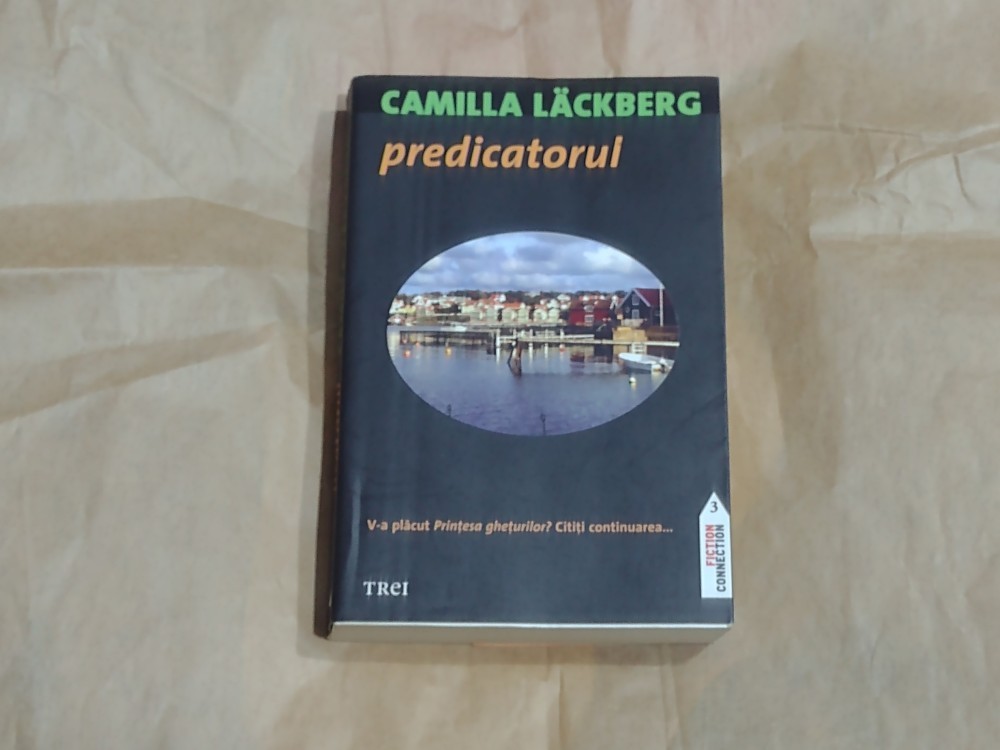 CAMILLA LÄCKBERG
predicatorul
V-a plăcut Prințesa ghețurilor? Citiți continuarea...
3
FICTION
CONNECTION
TREI